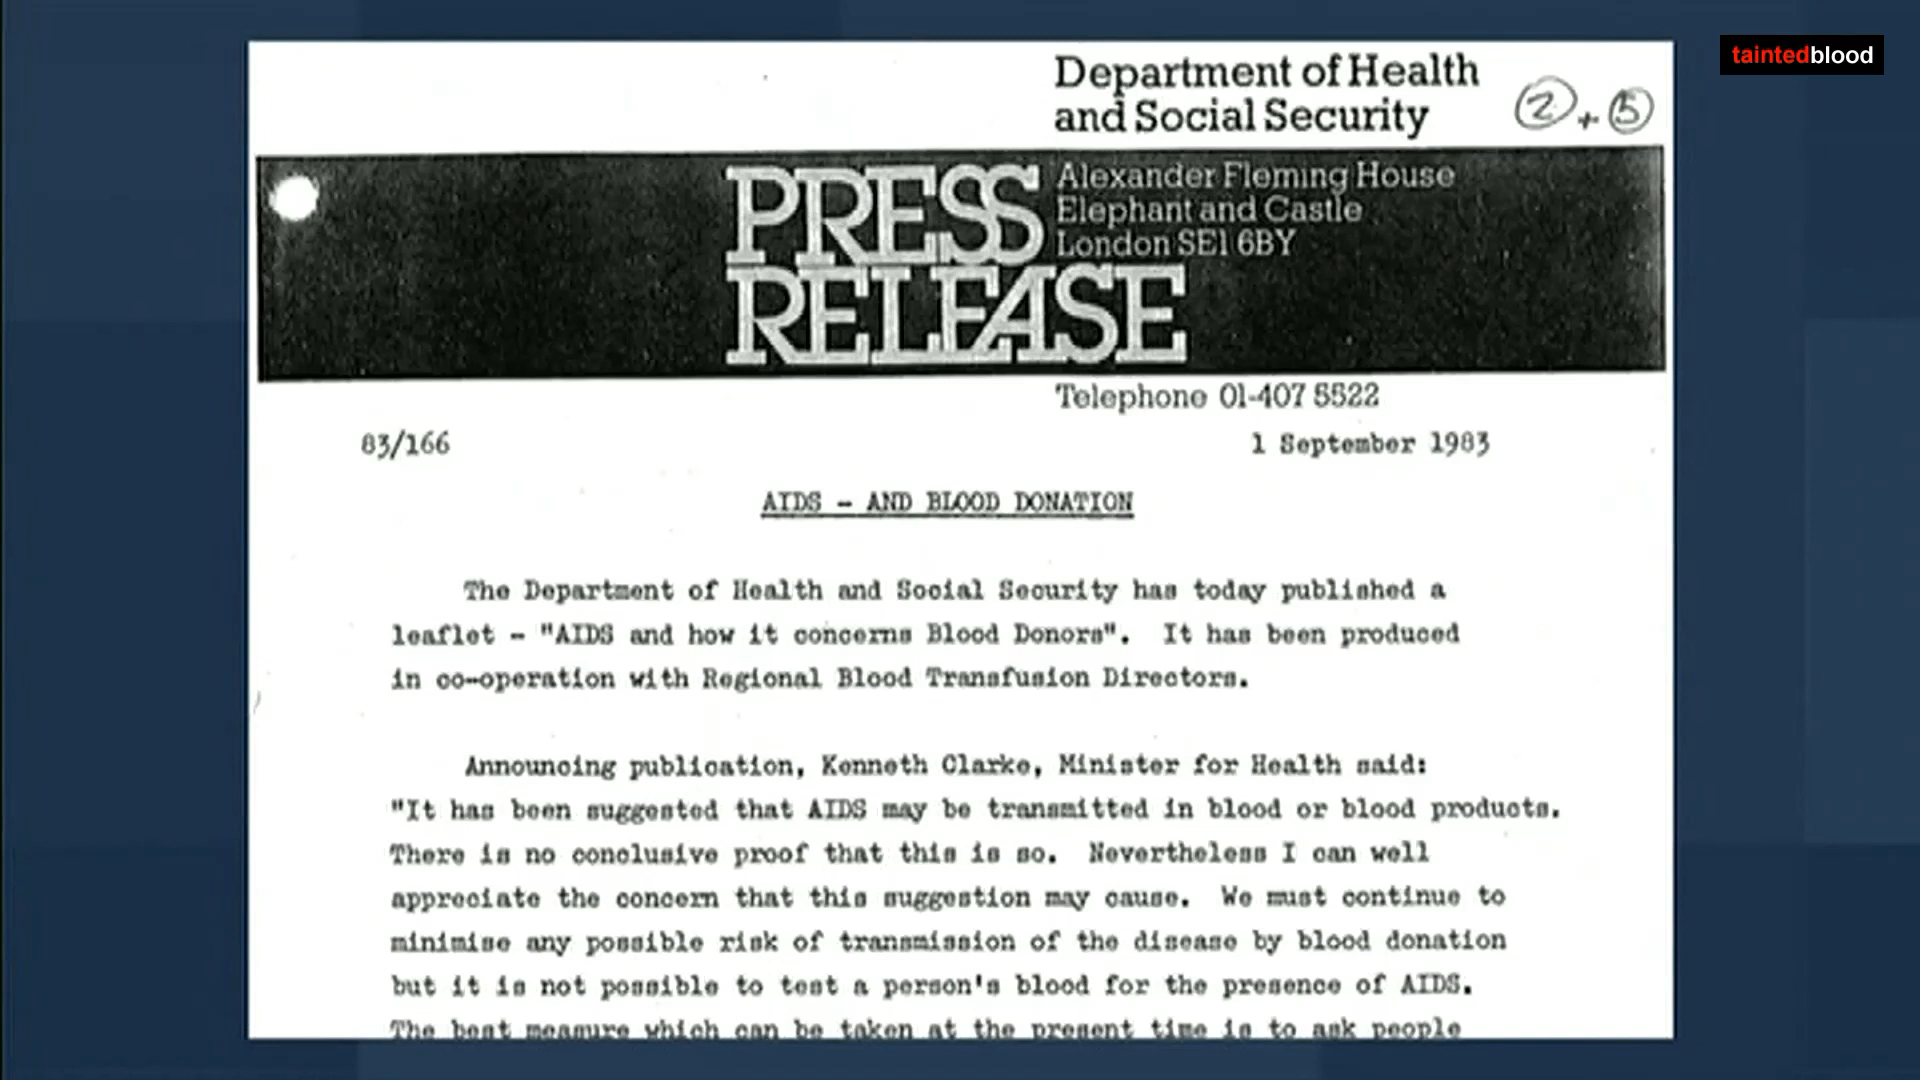 taintedblood
Department of Health
and Social Security
2 + 5
PRESS
RELEASE
Alexander Fleming House
Elephant and Castle
London SE1 6BY
Telephone 01-407 5522
83/166
1 September 1983
AIDS - AND BLOOD DONATION
The Department of Health and Social Security has today published a
leaflet - "AIDS and how it concerns Blood Donors". It has been produced
in co-operation with Regional Blood Transfusion Directors.
Announcing publication, Kenneth Clarke, Minister for Health said:
"It has been suggested that AIDS may be transmitted in blood or blood products.
There is no conclusive proof that this is so. Nevertheless I can well
appreciate the concern that this suggestion may cause. We must continue to
minimise any possible risk of transmission of the disease by blood donation
but it is not possible to test a person's blood for the presence of AIDS.
The best measure which can be taken at the present time is to ask people